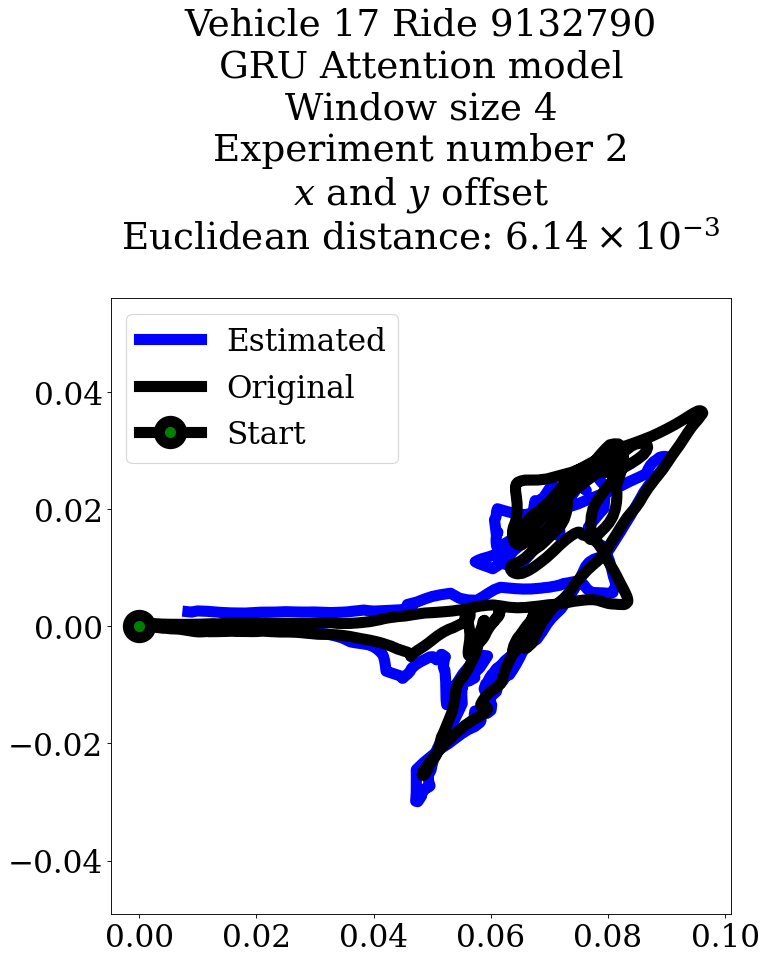 Vehicle 17 Ride 9132790
GRU Attention model
Window size 4
Experiment number 2
x and y offset
Euclidean distance: 6.14 × 10⁻³
Estimated
Original
Start
0.04
0.02
0.00
−0.02
−0.04
0.00 0.02 0.04 0.06 0.08 0.10